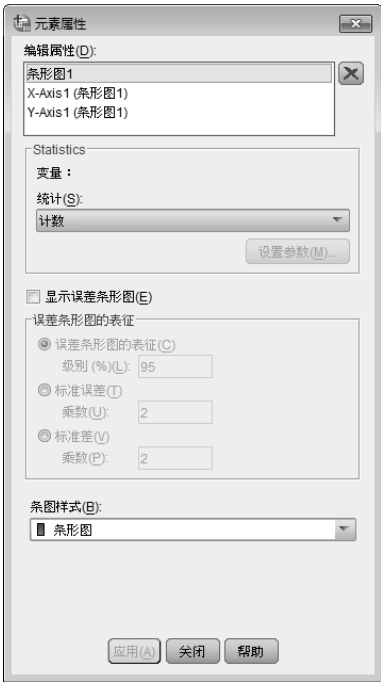 元素属性
编辑属性(D):
条形图1
X-Axis1 (条形图1)
Y-Axis1 (条形图1)
Statistics
变量：
统计(S):
计数
设置参数(M)...
显示误差条形图(E)
误差条形图的表征
误差条形图的表征(C)
级别 (%)(L): 95
标准误差(T)
乘数(U): 2
标准差(V)
乘数(P): 2
条图样式(B):
条形图
应用(A) 关闭 帮助